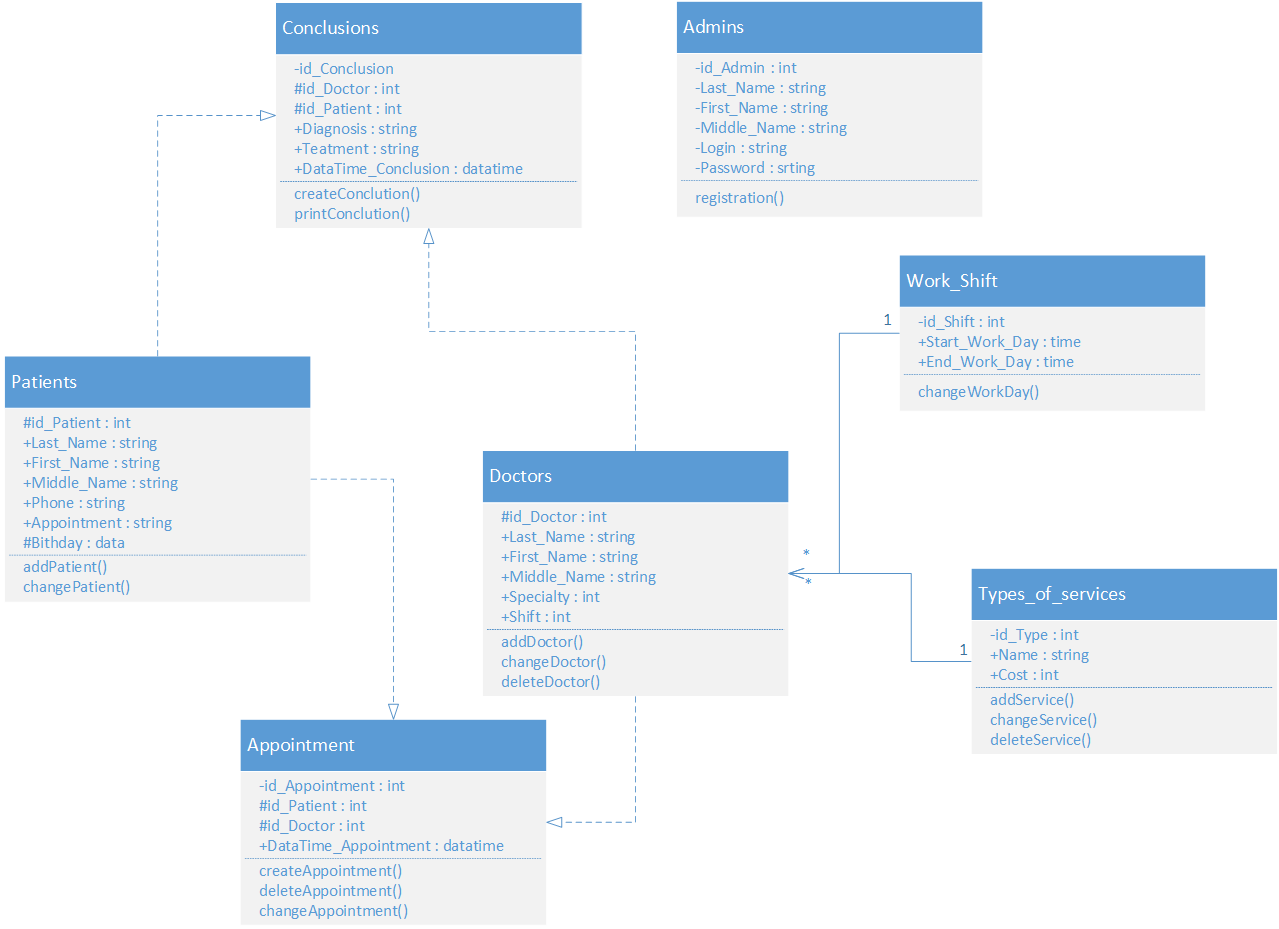 Conclusions
-id_Conclusion
#id_Doctor : int
#id_Patient : int
+Diagnosis : string
+Teatment : string
+DataTime_Conclusion : datatime
createConclution()
printConclution()
Admins
-id_Admin : int
-Last_Name : string
-First_Name : string
-Middle_Name : string
-Login : string
-Password : srting
registration()
Work_Shift
-id_Shift : int
+Start_Work_Day : time
+End_Work_Day : time
changeWorkDay()
1
Patients
#id_Patient : int
+Last_Name : string
+First_Name : string
+Middle_Name : string
+Phone : string
+Appointment : string
#Bithday : data
addPatient()
changePatient()
Doctors
#id_Doctor : int
+Last_Name : string
+First_Name : string
+Middle_Name : string
+Specialty : int
+Shift : int
addDoctor()
changeDoctor()
deleteDoctor()
*
*
1
Types_of_services
-id_Type : int
+Name : string
+Cost : int
addService()
changeService()
deleteService()
Appointment
-id_Appointment : int
#id_Patient : int
#id_Doctor : int
+DataTime_Appointment : datatime
createAppointment()
deleteAppointment()
changeAppointment()